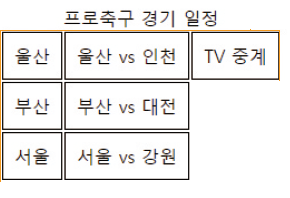 프로축구 경기 일정
울산 울산 vs 인천 TV 중계
부산 부산 vs 대전
서울 서울 vs 강원